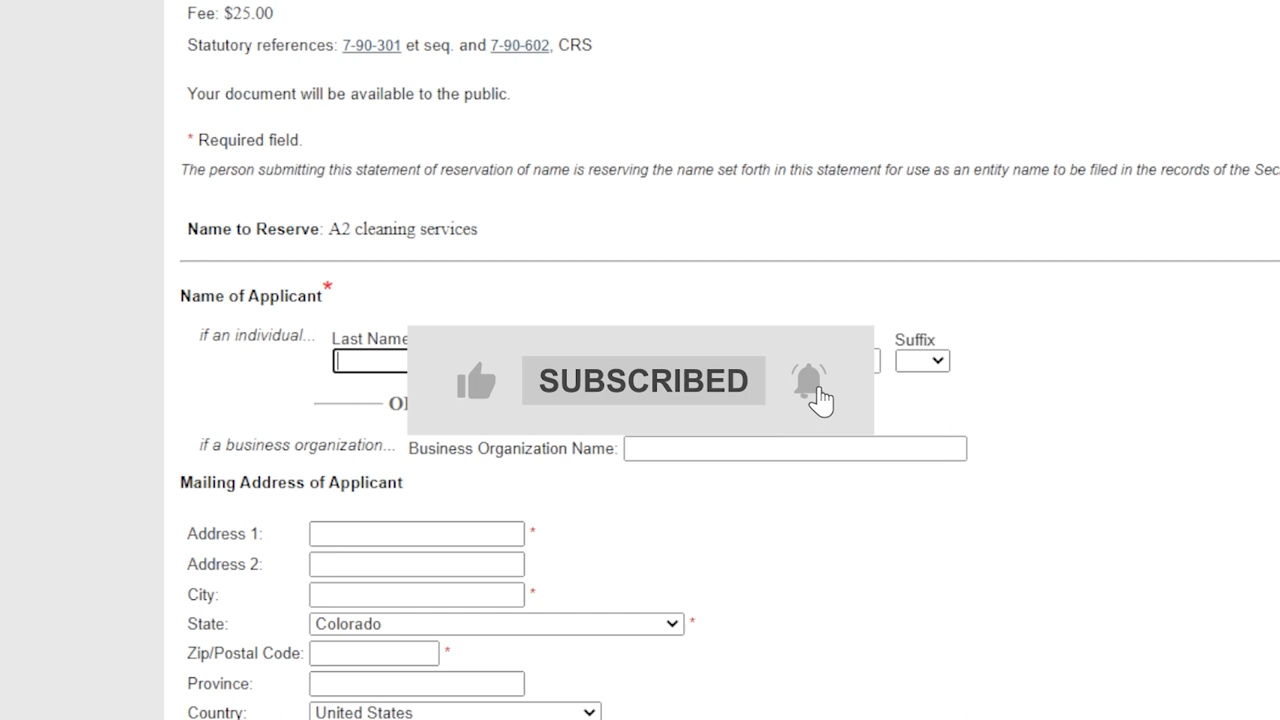 Fee: $25.00
Statutory references: 7-90-301 et seq. and 7-90-602, CRS
Your document will be available to the public.
* Required field.
The person submitting this statement of reservation of name is reserving the name set forth in this statement for use as an entity name to be filed in the records of the Sec
Name to Reserve: A2 cleaning services
Name of Applicant*
if an individual... Last Name Suffix
SUBSCRIBED
if a business organization... Business Organization Name:
Mailing Address of Applicant
Address 1: *
Address 2:
City: *
State: Colorado *
Zip/Postal Code: *
Province:
Country: United States